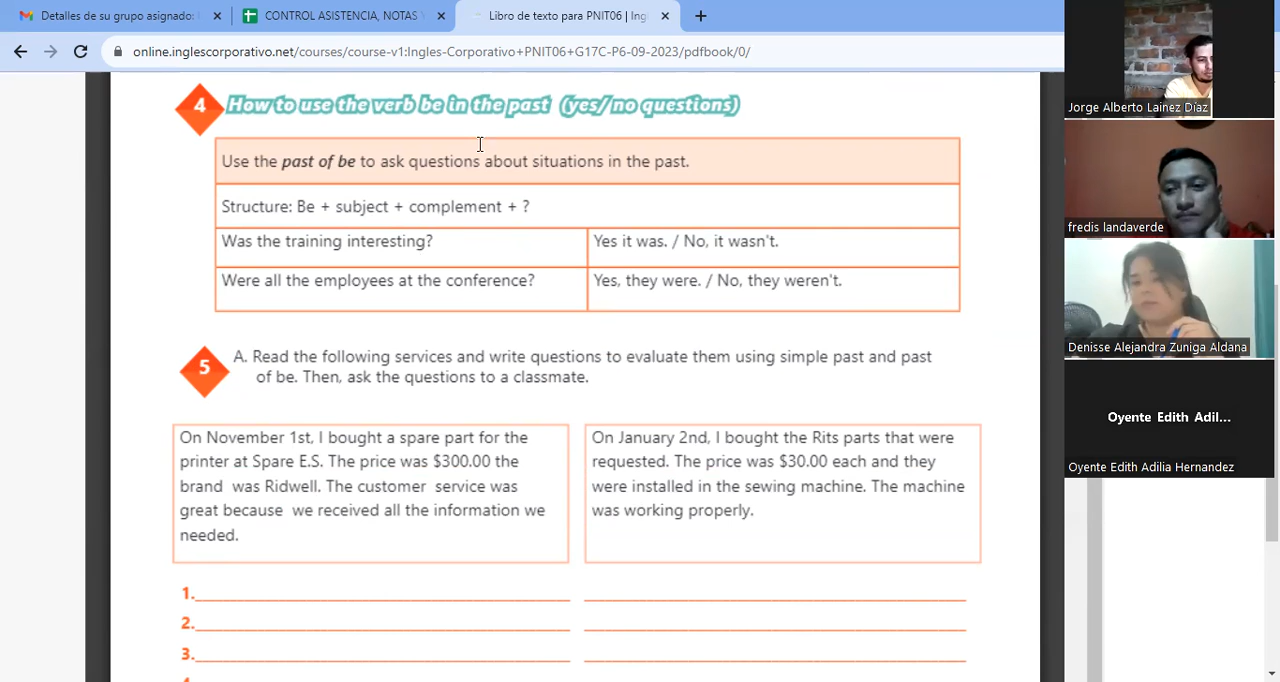 Detalles de su grupo asignado: I
CONTROL ASISTENCIA, NOTAS Y
Libro de texto para PNIT06 | Ing
online.inglescorporativo.net/courses/course-v1:Ingles-Corporativo+PNIT06+G17C-P6-09-2023/pdfbook/0/
4 How to use the verb be in the past (yes/no questions)
Use the past of be to ask questions about situations in the past.
Structure: Be + subject + complement + ?
Was the training interesting? Yes it was. / No, it wasn't.
Were all the employees at the conference? Yes, they were. / No, they weren't.
5 A. Read the following services and write questions to evaluate them using simple past and past
of be. Then, ask the questions to a classmate.
On November 1st, I bought a spare part for the
printer at Spare E.S. The price was $300.00 the
brand was Ridwell. The customer service was
great because we received all the information we
needed.
On January 2nd, I bought the Rits parts that were
requested. The price was $30.00 each and they
were installed in the sewing machine. The machine
was working properly.
1.
2.
3.
Jorge Alberto Lainez Díaz
fredis landaverde
Denisse Alejandra Zuniga Aldana
Oyente Edith Adil...
Oyente Edith Adilia Hernandez